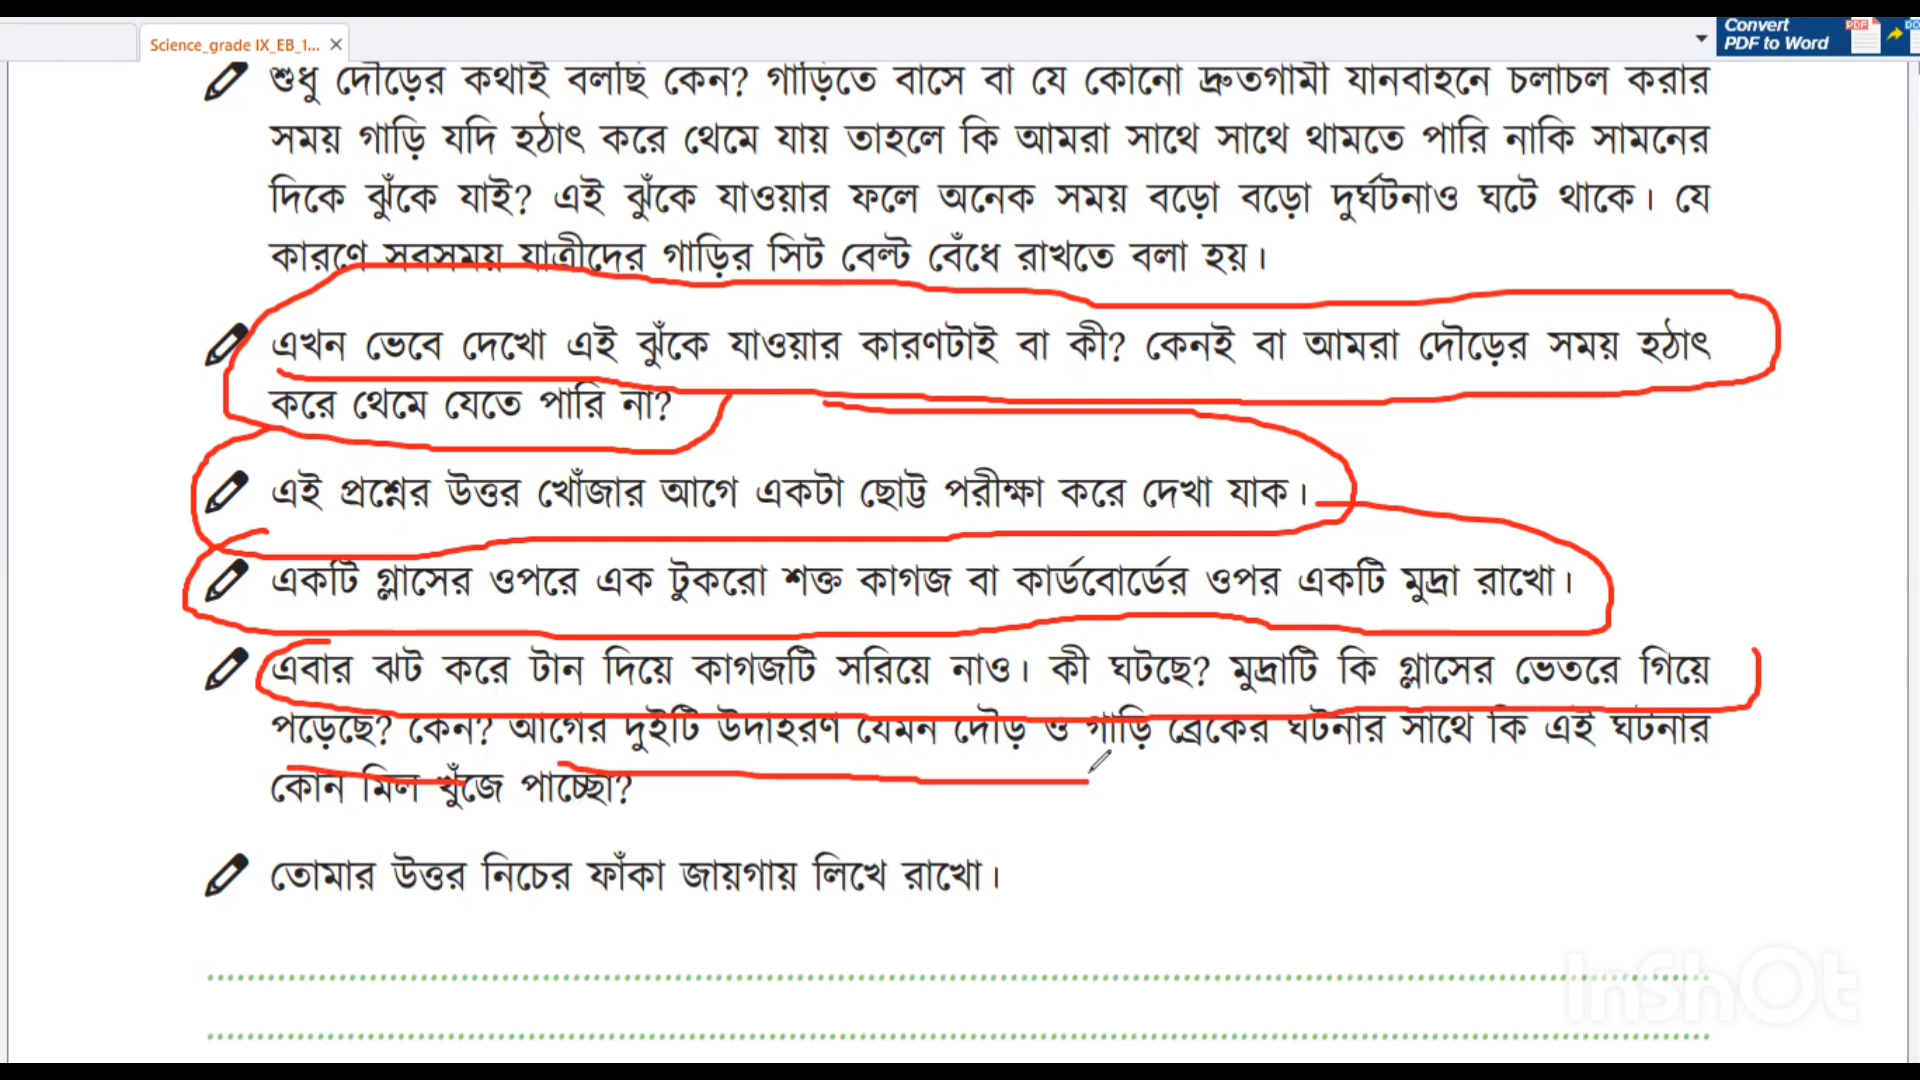 Science_grade IX_EB_1...
Convert
PDF to Word
শুধু দৌড়ের কথাই বলছি কেন? গাড়িতে বাসে বা যে কোনো দ্রুতগামী যানবাহনে চলাচল করার
সময় গাড়ি যদি হঠাৎ করে থেমে যায় তাহলে কি আমরা সাথে সাথে থামতে পারি নাকি সামনের
দিকে ঝুঁকে যাই? এই ঝুঁকে যাওয়ার ফলে অনেক সময় বড়ো বড়ো দুর্ঘটনাও ঘটে থাকে। যে
কারণে সবসময় যাত্রীদের গাড়ির সিট বেল্ট বেঁধে রাখতে বলা হয়।
এখন ভেবে দেখো এই ঝুঁকে যাওয়ার কারণটাই বা কী? কেনই বা আমরা দৌড়ের সময় হঠাৎ
করে থেমে যেতে পারি না?
এই প্রশ্নের উত্তর খোঁজার আগে একটা ছোট্ট পরীক্ষা করে দেখা যাক।
একটি গ্লাসের ওপরে এক টুকরো শক্ত কাগজ বা কার্ডবোর্ডের ওপর একটি মুদ্রা রাখো।
এবার ঝট করে টান দিয়ে কাগজটি সরিয়ে নাও। কী ঘটছে? মুদ্রাটি কি গ্লাসের ভেতরে গিয়ে
পড়েছে? কেন? আগের দুইটি উদাহরণ যেমন দৌড় ও গাড়ি ব্রেকের ঘটনার সাথে কি এই ঘটনার
কোন মিল খুঁজে পাচ্ছো?
তোমার উত্তর নিচের ফাঁকা জায়গায় লিখে রাখো।
InShOt